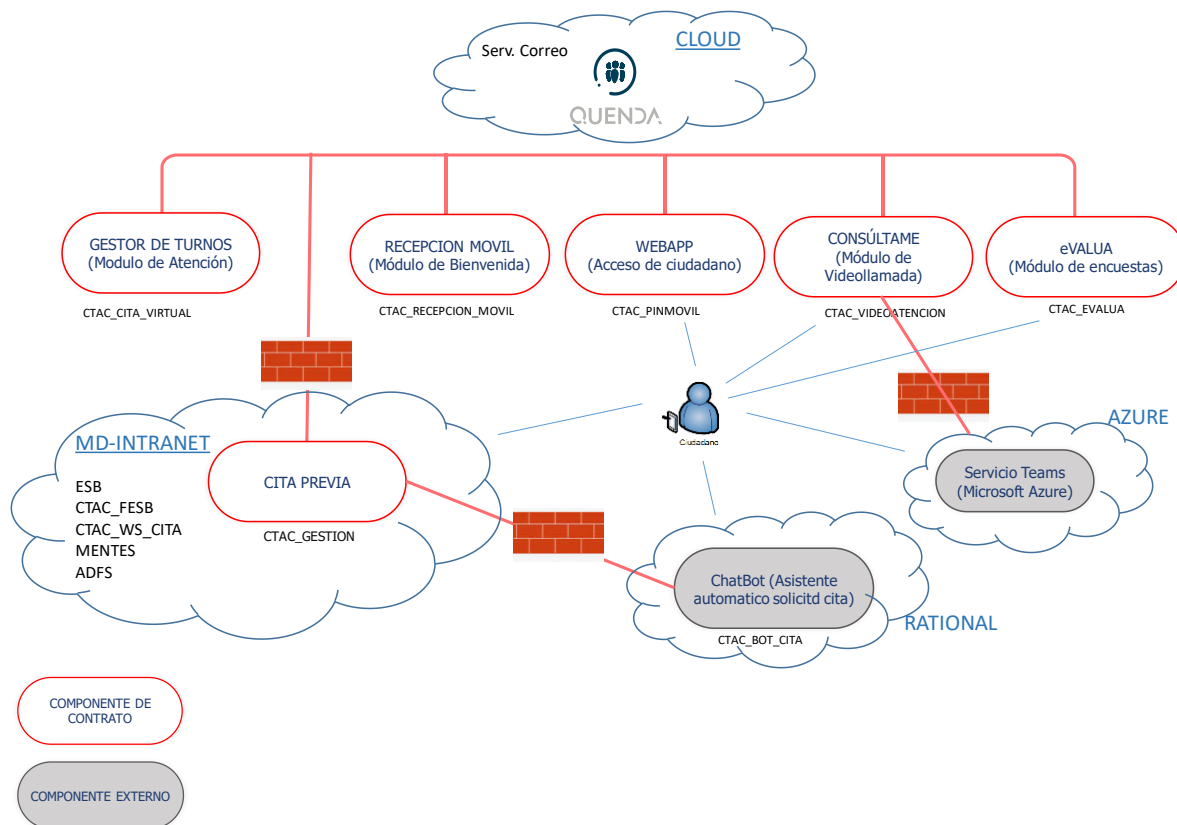 Serv. Correo
CLOUD
QUENDA
GESTOR DE TURNOS
(Modulo de Atención)
CTAC_CITA_VIRTUAL
RECEPCION MOVIL
(Módulo de Bienvenida)
CTAC_RECEPCION_MOVIL
WEBAPP
(Acceso de ciudadano)
CTAC_PINMOVIL
CONSÚLTAME
(Módulo de
Videollamada)
CTAC_VIDEOATENCION
eVALUA
(Módulo de encuestas)
CTAC_EVALUA
Ciudadano
MD-INTRANET
ESB
CTAC_FESB
CTAC_WS_CITA
MENTES
ADFS
CITA PREVIA
CTAC_GESTION
AZURE
Servicio Teams
(Microsoft Azure)
ChatBot (Asistente
automatico solicitd cita)
CTAC_BOT_CITA
RATIONAL
COMPONENTE DE
CONTRATO
COMPONENTE EXTERNO